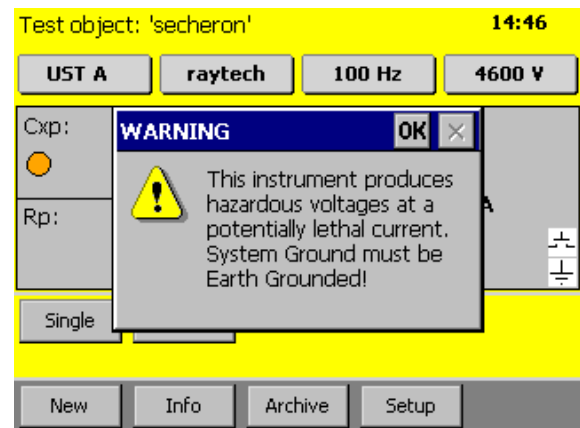 Test object: 'secheron' 14:46
UST A raytech 100 Hz 4600 V
Cxp:
WARNING OK
This instrument produces
hazardous voltages at a
potentially lethal current.
System Ground must be
Earth Grounded!
Rp:
A
Single
New Info Archive Setup